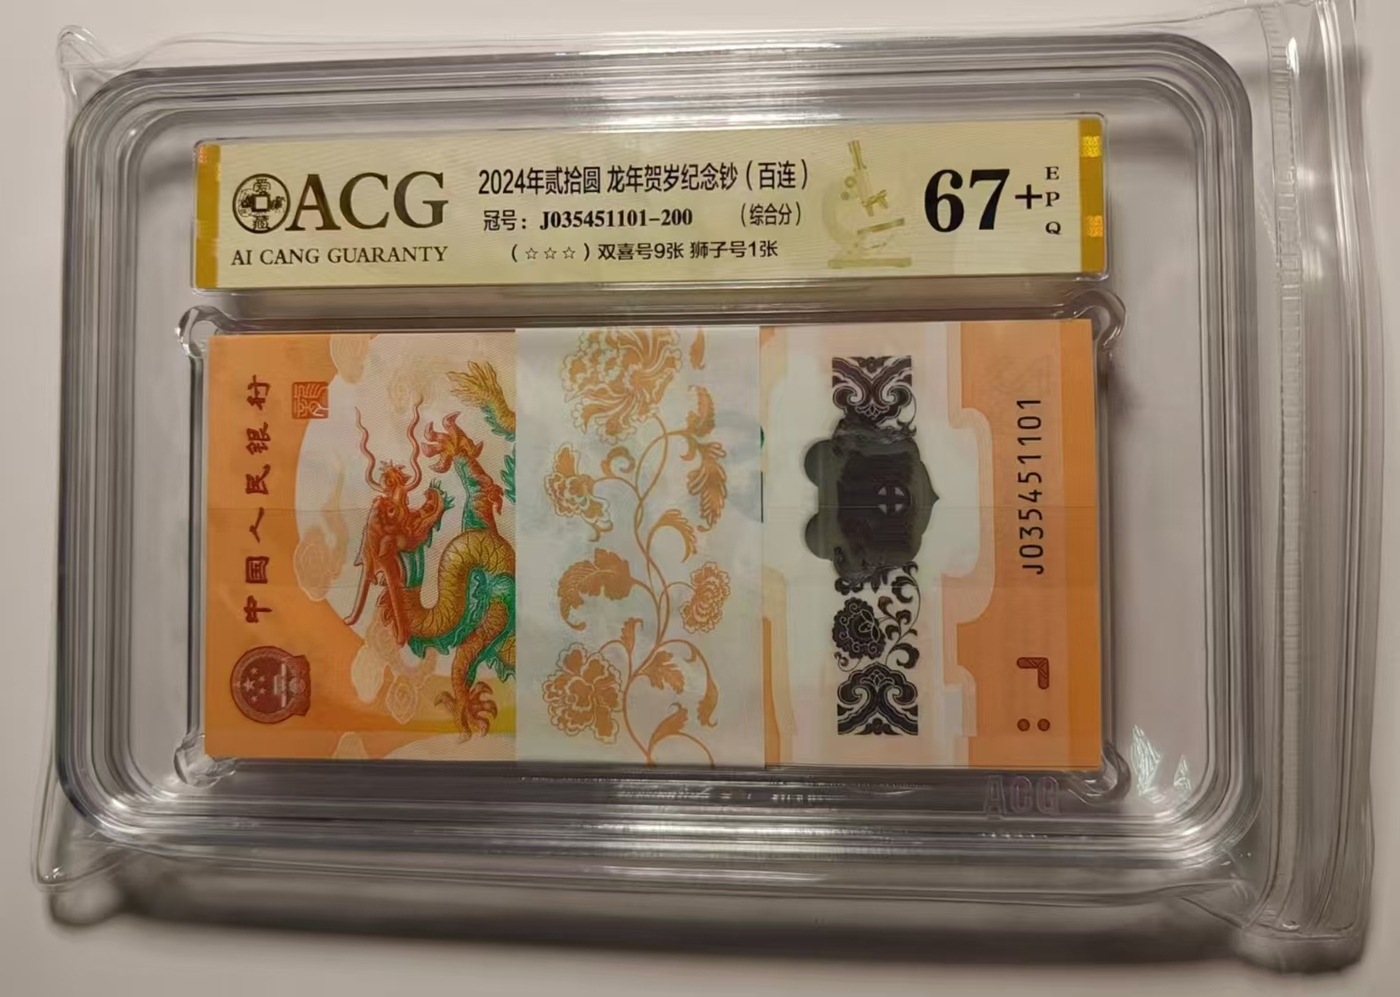 ACG
AI CANG GUARANTY
2024年贰拾圆 龙年贺岁纪念钞（百连）
冠号：J035451101-200 （综合分）
（☆☆☆）双喜号9张 狮子号1张
67+
EPQ
中国人民银行
J035451101
ACG